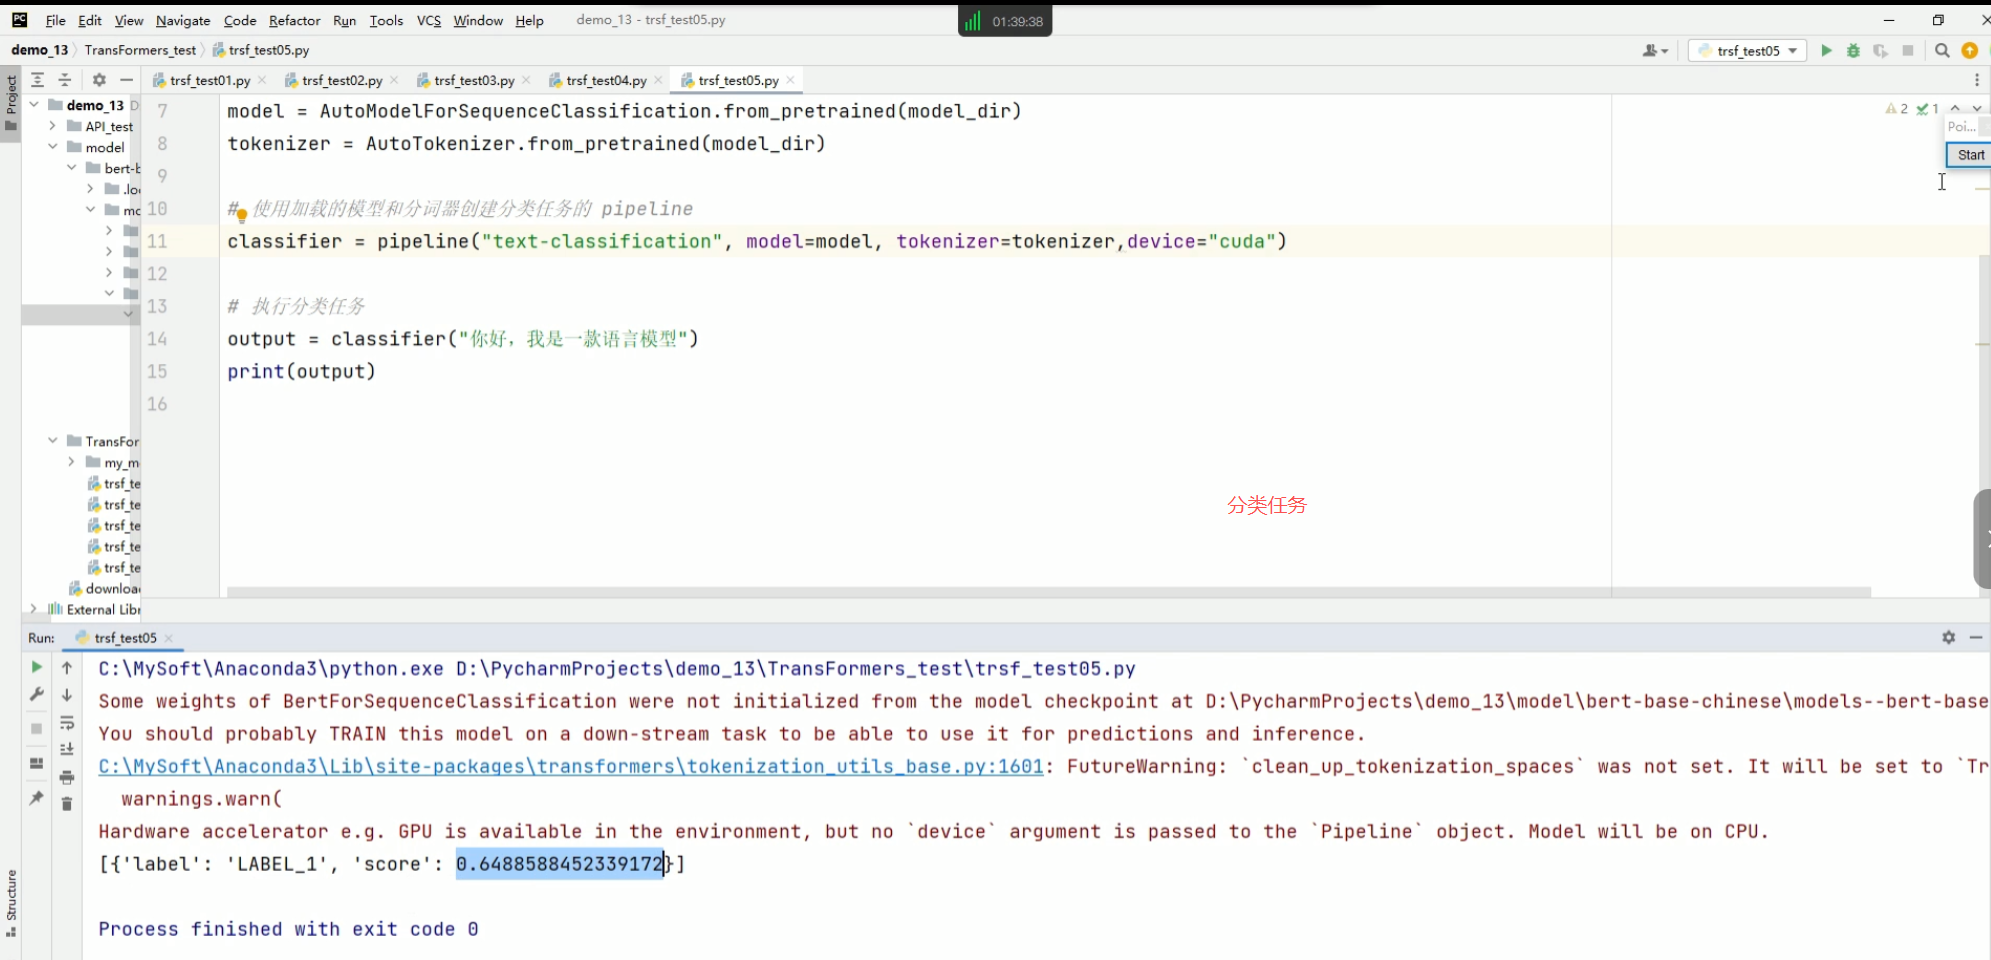 File Edit View Navigate Code Refactor Run Tools VCS Window Help demo_13 - trsf_test05.py
01:39:38
demo_13 TransFormers_test trsf_test05.py
trsf_test05
Project
trsf_test01.py trsf_test02.py trsf_test03.py trsf_test04.py trsf_test05.py
demo_13
API_test
model
bert-b
.lo
mo
TransFor
my_m
trsf_te
trsf_te
trsf_te
trsf_te
trsf_te
downloa
External Libr
7 model = AutoModelForSequenceClassification.from_pretrained(model_dir)
8 tokenizer = AutoTokenizer.from_pretrained(model_dir)
9
10 # 使用加载的模型和分词器创建分类任务的 pipeline
11 classifier = pipeline("text-classification", model=model, tokenizer=tokenizer,device="cuda")
12
13 # 执行分类任务
14 output = classifier("你好，我是一款语言模型")
15 print(output)
16
2 1
Poi...
Start
分类任务
Run: trsf_test05
C:\MySoft\Anaconda3\python.exe D:\PycharmProjects\demo_13\TransFormers_test\trsf_test05.py
Some weights of BertForSequenceClassification were not initialized from the model checkpoint at D:\PycharmProjects\demo_13\model\bert-base-chinese\models--bert-base
You should probably TRAIN this model on a down-stream task to be able to use it for predictions and inference.
C:\MySoft\Anaconda3\Lib\site-packages\transformers\tokenization_utils_base.py:1601: FutureWarning: `clean_up_tokenization_spaces` was not set. It will be set to `Tr
warnings.warn(
Hardware accelerator e.g. GPU is available in the environment, but no `device` argument is passed to the `Pipeline` object. Model will be on CPU.
[{'label': 'LABEL_1', 'score': 0.6488588452339172}]
Process finished with exit code 0
Structure